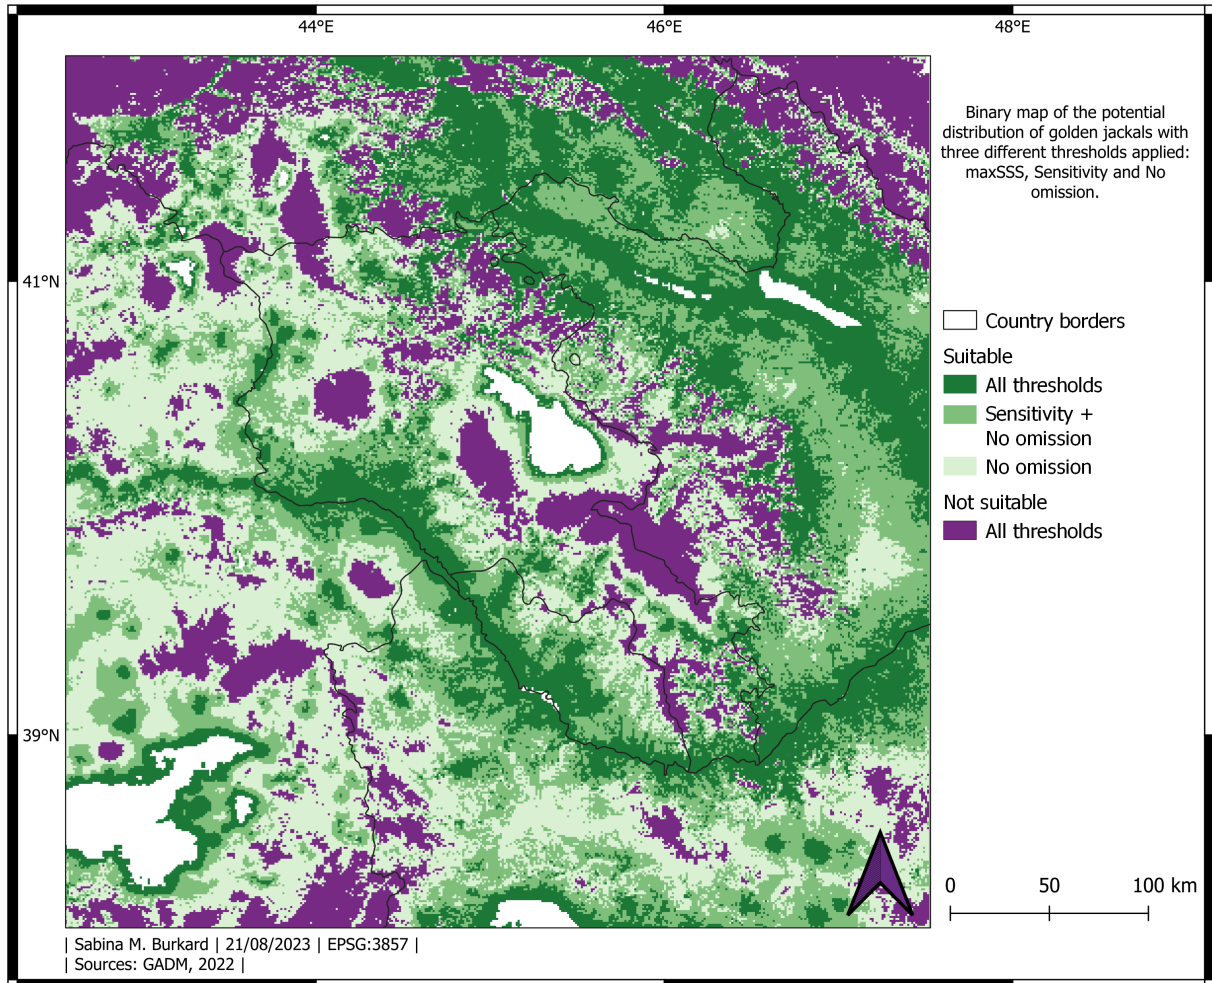 44°E
46°E
48°E
41°N
39°N
Binary map of the potential
distribution of golden jackals with
three different thresholds applied:
maxSSS, Sensitivity and No
omission.
Country borders
Suitable
All thresholds
Sensitivity +
No omission
No omission
Not suitable
All thresholds
0 50 100 km
| Sabina M. Burkard | 21/08/2023 | EPSG:3857 |
| Sources: GADM, 2022 |